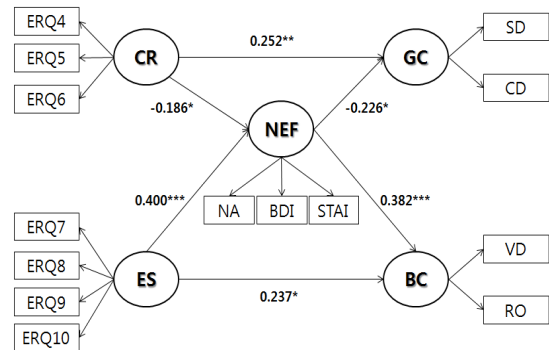 ERQ4
ERQ5
ERQ6
CR
0.252**
GC
SD
CD
-0.186*
NEF
-0.226*
NA
BDI
STAI
0.400***
0.382***
ERQ7
ERQ8
ERQ9
ERQ10
ES
0.237*
BC
VD
RO